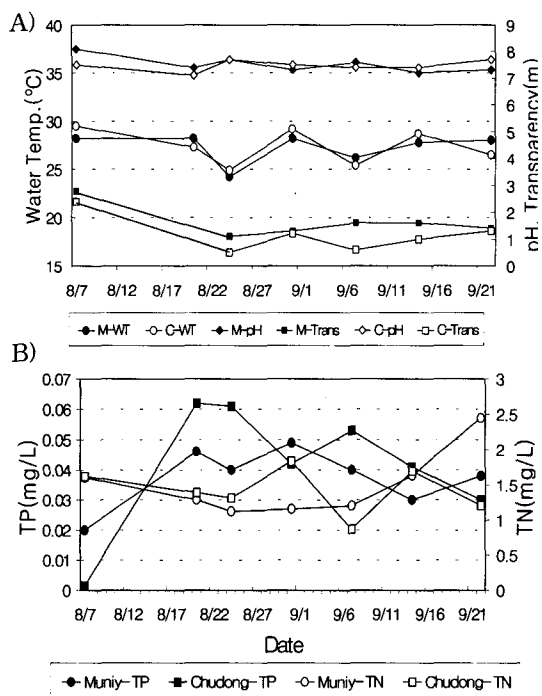 A)
Water Temp.(°C)
40
35
30
25
20
15
9
8
7
6
5
4
3
2
1
0
pH, Transparency(m)
8/7 8/12 8/17 8/22 8/27 9/1 9/6 9/11 9/16 9/21
M-WT C-WT M-pH M-Trans C-pH C-Trans
B)
TP(mg/L)
0.07
0.06
0.05
0.04
0.03
0.02
0.01
0
3
2.5
2
1.5
1
0.5
0
TN(mg/L)
8/7 8/12 8/17 8/22 8/27 9/1 9/6 9/11 9/16 9/21
Date
Muniy-TP Chudong-TP Muniy-TN Chudong-TN